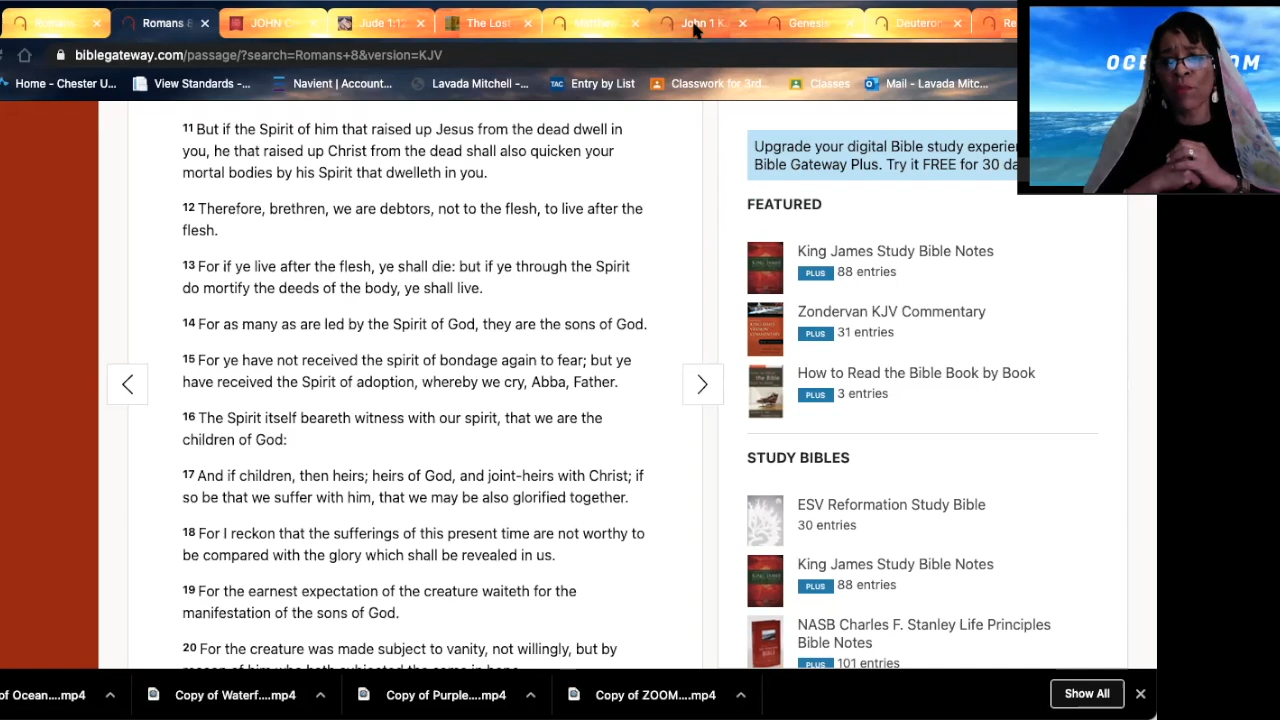 Romans
Romans 8
JOHN C
Jude 1:12
The Lost
Matthew
John 1 K
Genesis
Deuteron
Re
biblegateway.com/passage/?search=Romans+8&version=KJV
Home - Chester U...
View Standards -...
Navient | Account...
Lavada Mitchell -...
TAC Entry by List
Classwork for 3rd...
Classes
Mail - Lavada Mitc...
11 But if the Spirit of him that raised up Jesus from the dead dwell in
you, he that raised up Christ from the dead shall also quicken your
mortal bodies by his Spirit that dwelleth in you.
12 Therefore, brethren, we are debtors, not to the flesh, to live after the
flesh.
13 For if ye live after the flesh, ye shall die: but if ye through the Spirit
do mortify the deeds of the body, ye shall live.
14 For as many as are led by the Spirit of God, they are the sons of God.
15 For ye have not received the spirit of bondage again to fear; but ye
have received the Spirit of adoption, whereby we cry, Abba, Father.
16 The Spirit itself beareth witness with our spirit, that we are the
children of God:
17 And if children, then heirs; heirs of God, and joint-heirs with Christ; if
so be that we suffer with him, that we may be also glorified together.
18 For I reckon that the sufferings of this present time are not worthy to
be compared with the glory which shall be revealed in us.
19 For the earnest expectation of the creature waiteth for the
manifestation of the sons of God.
20 For the creature was made subject to vanity, not willingly, but by
Upgrade your digital Bible study experien
Bible Gateway Plus. Try it FREE for 30 da
FEATURED
King James Study Bible Notes
PLUS 88 entries
Zondervan KJV Commentary
PLUS 31 entries
How to Read the Bible Book by Book
PLUS 3 entries
STUDY BIBLES
ESV Reformation Study Bible
30 entries
King James Study Bible Notes
PLUS 88 entries
NASB Charles F. Stanley Life Principles
Bible Notes
PLUS 101 entries
of Ocean....mp4
Copy of Waterf....mp4
Copy of Purple....mp4
Copy of ZOOM....mp4
Show All